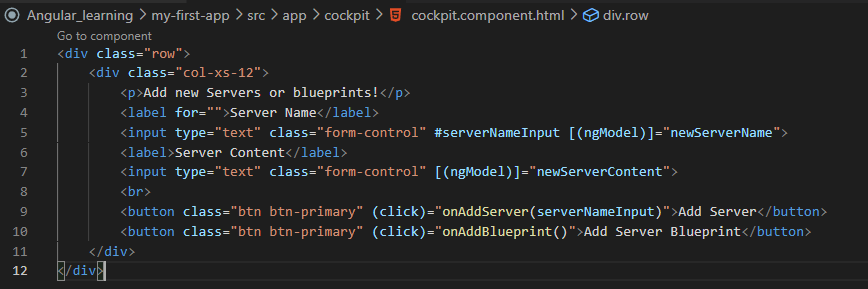 Angular_learning > my-first-app > src > app > cockpit > cockpit.component.html > div.row
Go to component
1 <div class="row">
2 <div class="col-xs-12">
3 <p>Add new Servers or blueprints!</p>
4 <label for="">Server Name</label>
5 <input type="text" class="form-control" #serverNameInput [(ngModel)]="newServerName">
6 <label>Server Content</label>
7 <input type="text" class="form-control" [(ngModel)]="newServerContent">
8 <br>
9 <button class="btn btn-primary" (click)="onAddServer(serverNameInput)">Add Server</button>
10 <button class="btn btn-primary" (click)="onAddBlueprint()">Add Server Blueprint</button>
11 </div>
12 </div>